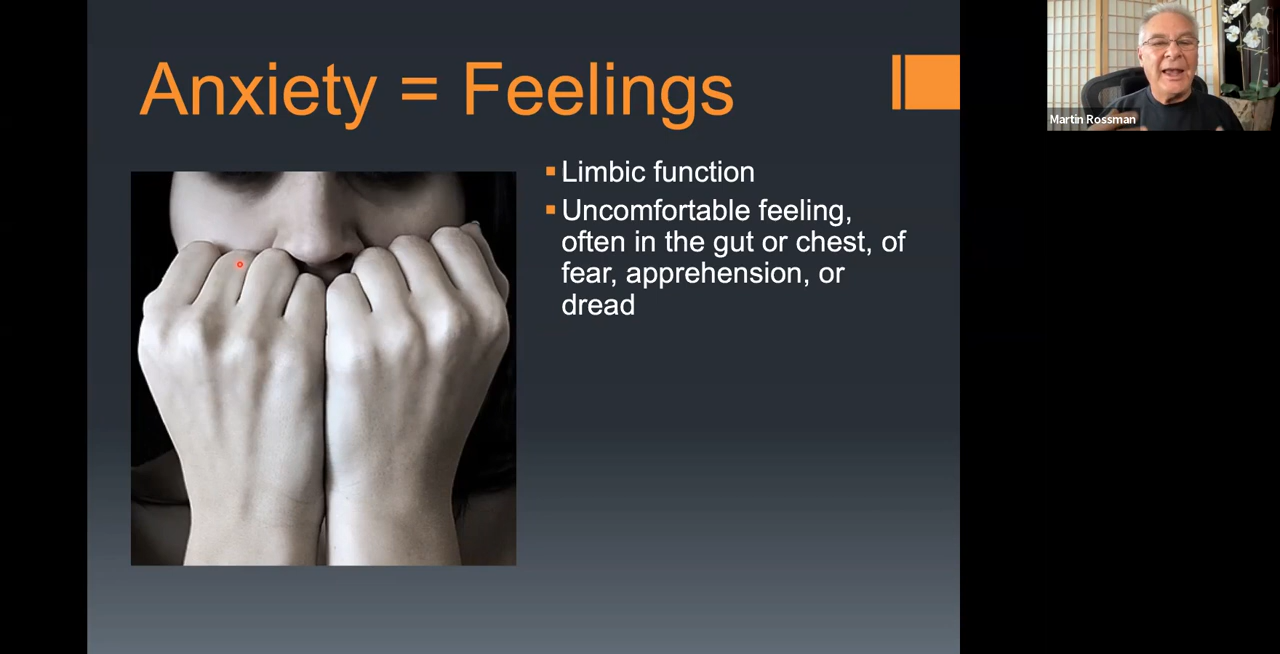 Anxiety = Feelings
Limbic function
Uncomfortable feeling,
often in the gut or chest, of
fear, apprehension, or
dread
Martin Rossman